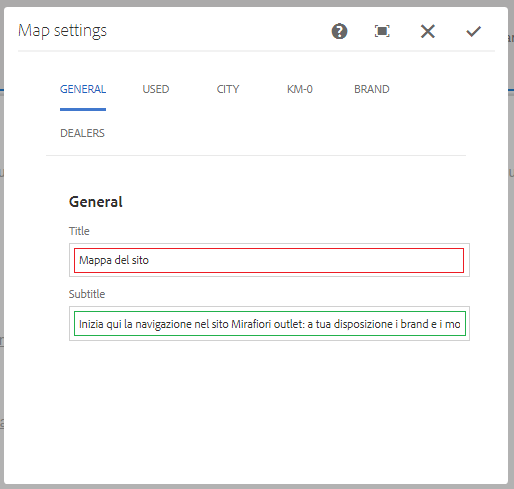 Map settings
GENERAL USED CITY KM-0 BRAND
DEALERS
General
Title
Mappa del sito
Subtitle
Inizia qui la navigazione nel sito Mirafiori outlet: a tua disposizione i brand e i mo